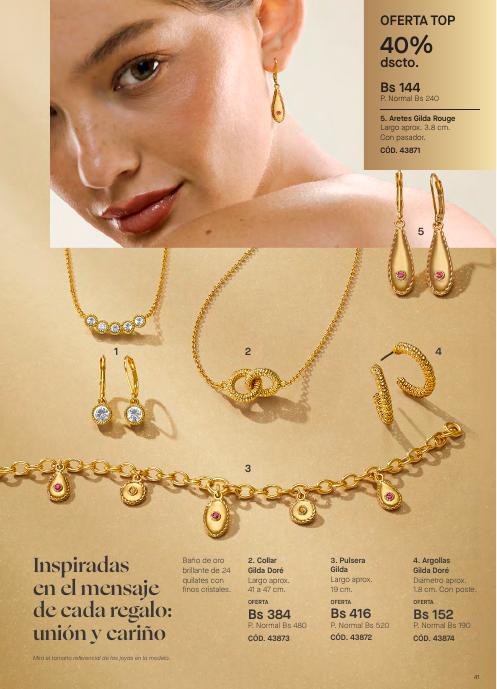 OFERTA TOP
40%
dscto.
Bs 144
P. Normal Bs 240
5. Aretes Gilda Rouge
Largo aprox. 3.8 cm.
Con pasador.
CÓD. 43871
5
1
2
4
3
Inspiradas
en el mensaje
de cada regalo:
unión y cariño
Mira el tamaño referencial de las joyas en la modelo.
Baño de oro
brillante de 24
quilates con
finos cristales.
2. Collar
Gilda Doré
Largo aprox.
41 a 47 cm.
OFERTA
Bs 384
P. Normal Bs 480
CÓD. 43873
3. Pulsera
Gilda
Largo aprox.
19 cm.
OFERTA
Bs 416
P. Normal Bs 520
CÓD. 43872
4. Argollas
Gilda Doré
Diámetro aprox.
1.8 cm. Con poste.
OFERTA
Bs 152
P. Normal Bs 190
CÓD. 43874
41